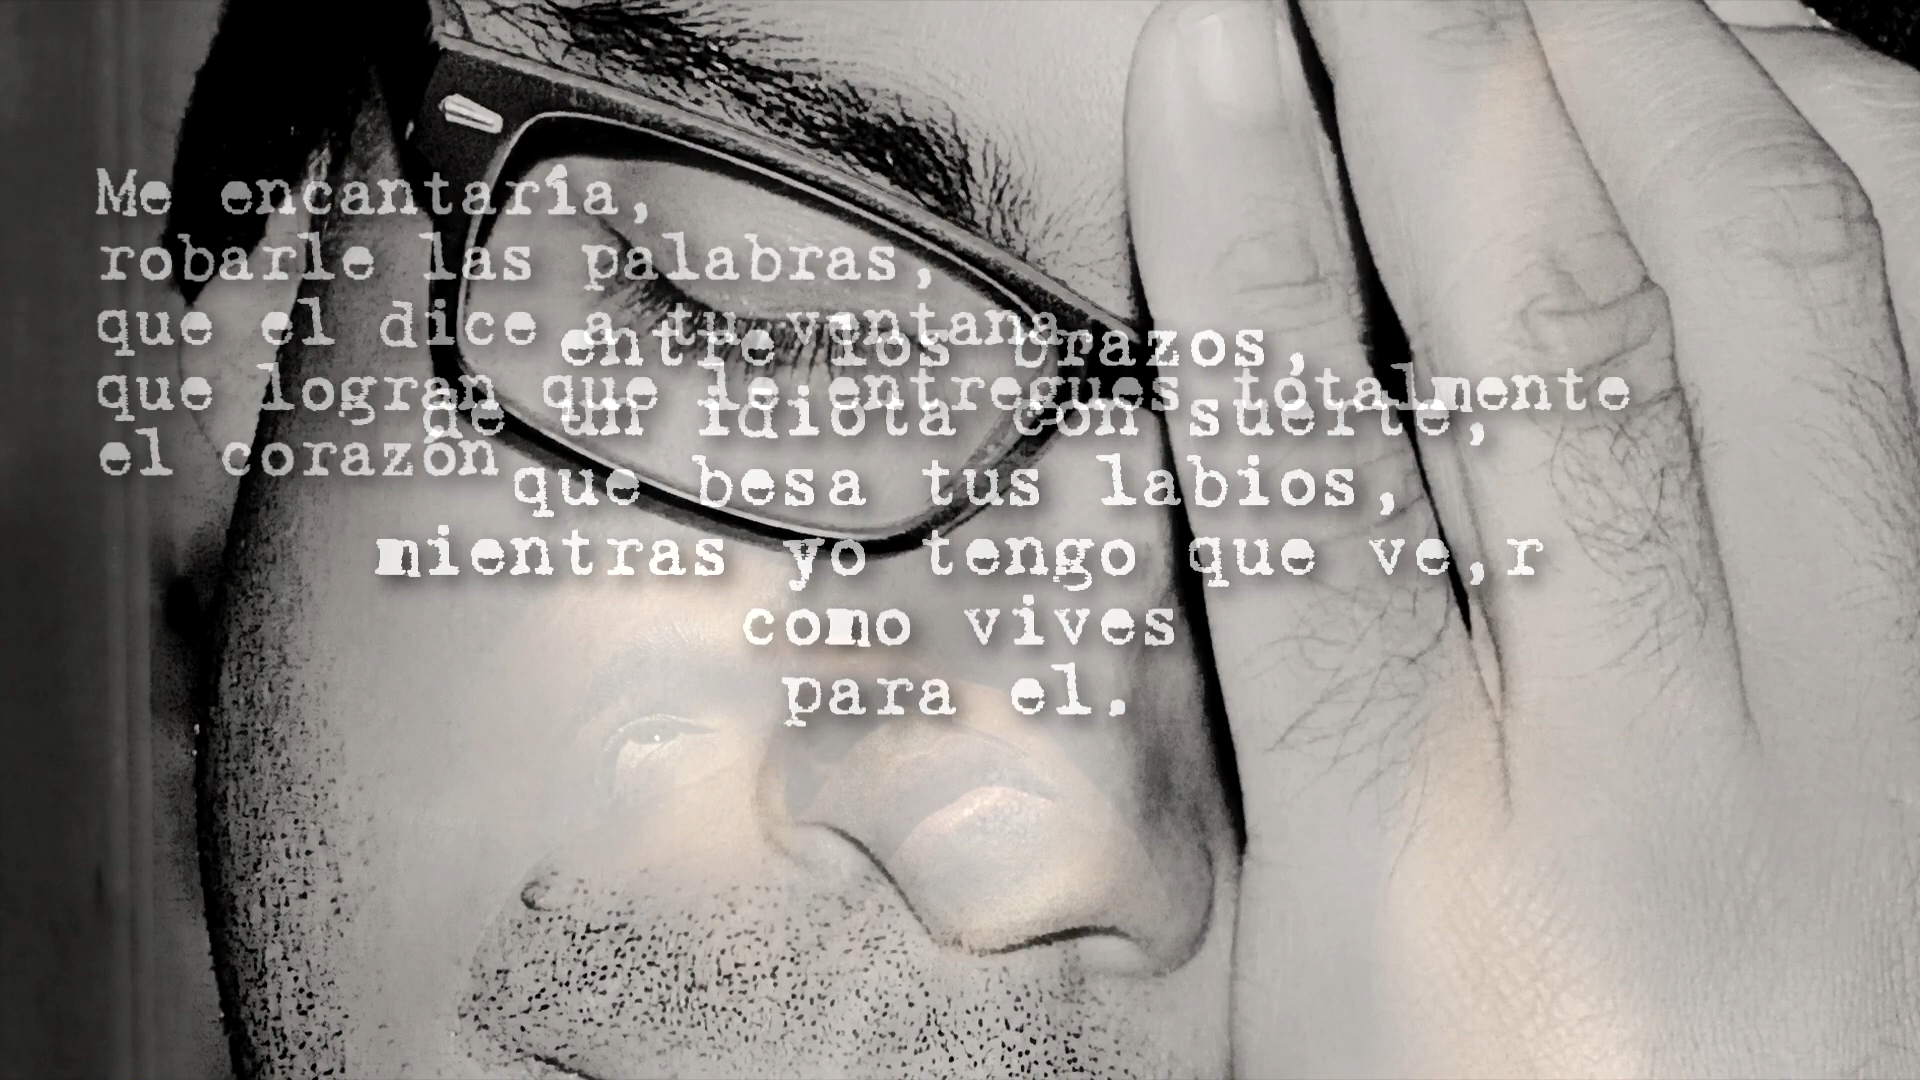 Me encantaría,
robarle las palabras,
que el dice a tu ventana
que logran que le entregues totalmente
el corazón
entre los brazos,
de un idiota con suerte,
que besa tus labios,
mientras yo tengo que ve,r
como vives
para el.